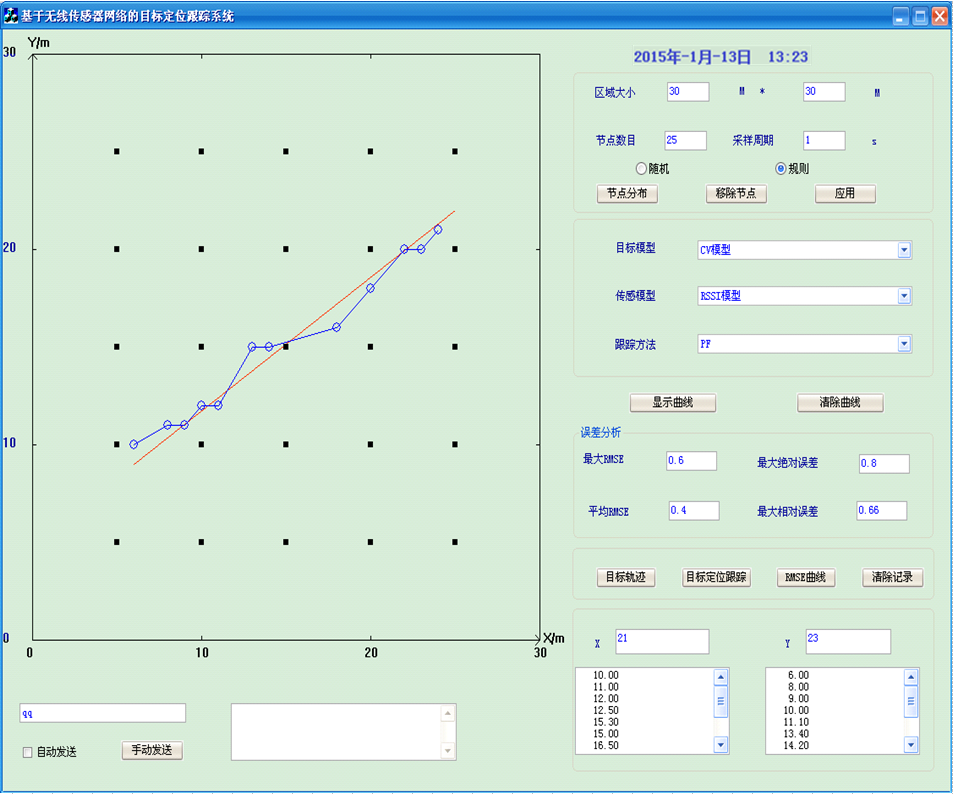 基于无线传感器网络的目标定位跟踪系统
Y/m
30
20
10
0
0 10 20 30
X/m
2015年-1月-13日 13:23
区域大小 30 M * 30 M
节点数目 25 采样周期 1 s
随机 规则
节点分布 移除节点 应用
目标模型 CV模型
传感模型 RSSI模型
跟踪方法 PF
显示曲线 清除曲线
误差分析
最大RMSE 0.6 最大绝对误差 0.8
平均RMSE 0.4 最大相对误差 0.66
目标轨迹 目标定位跟踪 RMSE曲线 清除记录
X 21 Y 23
10.00 6.00
11.00 8.00
12.00 9.00
12.50 10.00
15.30 11.10
15.00 13.40
16.50 14.20
qq
自动发送 手动发送